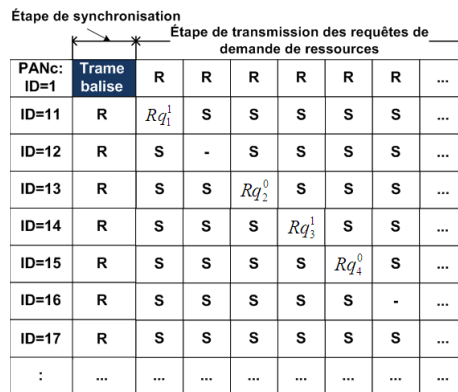 Étape de synchronisation
Étape de transmission des requêtes de demande de ressources
PANc: ID=1 Trame balise R R R R R R ...
ID=11 R Rq₁¹ S S S S S ...
ID=12 R S - S S S S ...
ID=13 R S S Rq₂⁰ S S S ...
ID=14 R S S S Rq₃¹ S S ...
ID=15 R S S S S Rq₄⁰ S ...
ID=16 R S S S S S - ...
ID=17 R S S S S S S ...
: ... ... ... ... ... ... ... ...